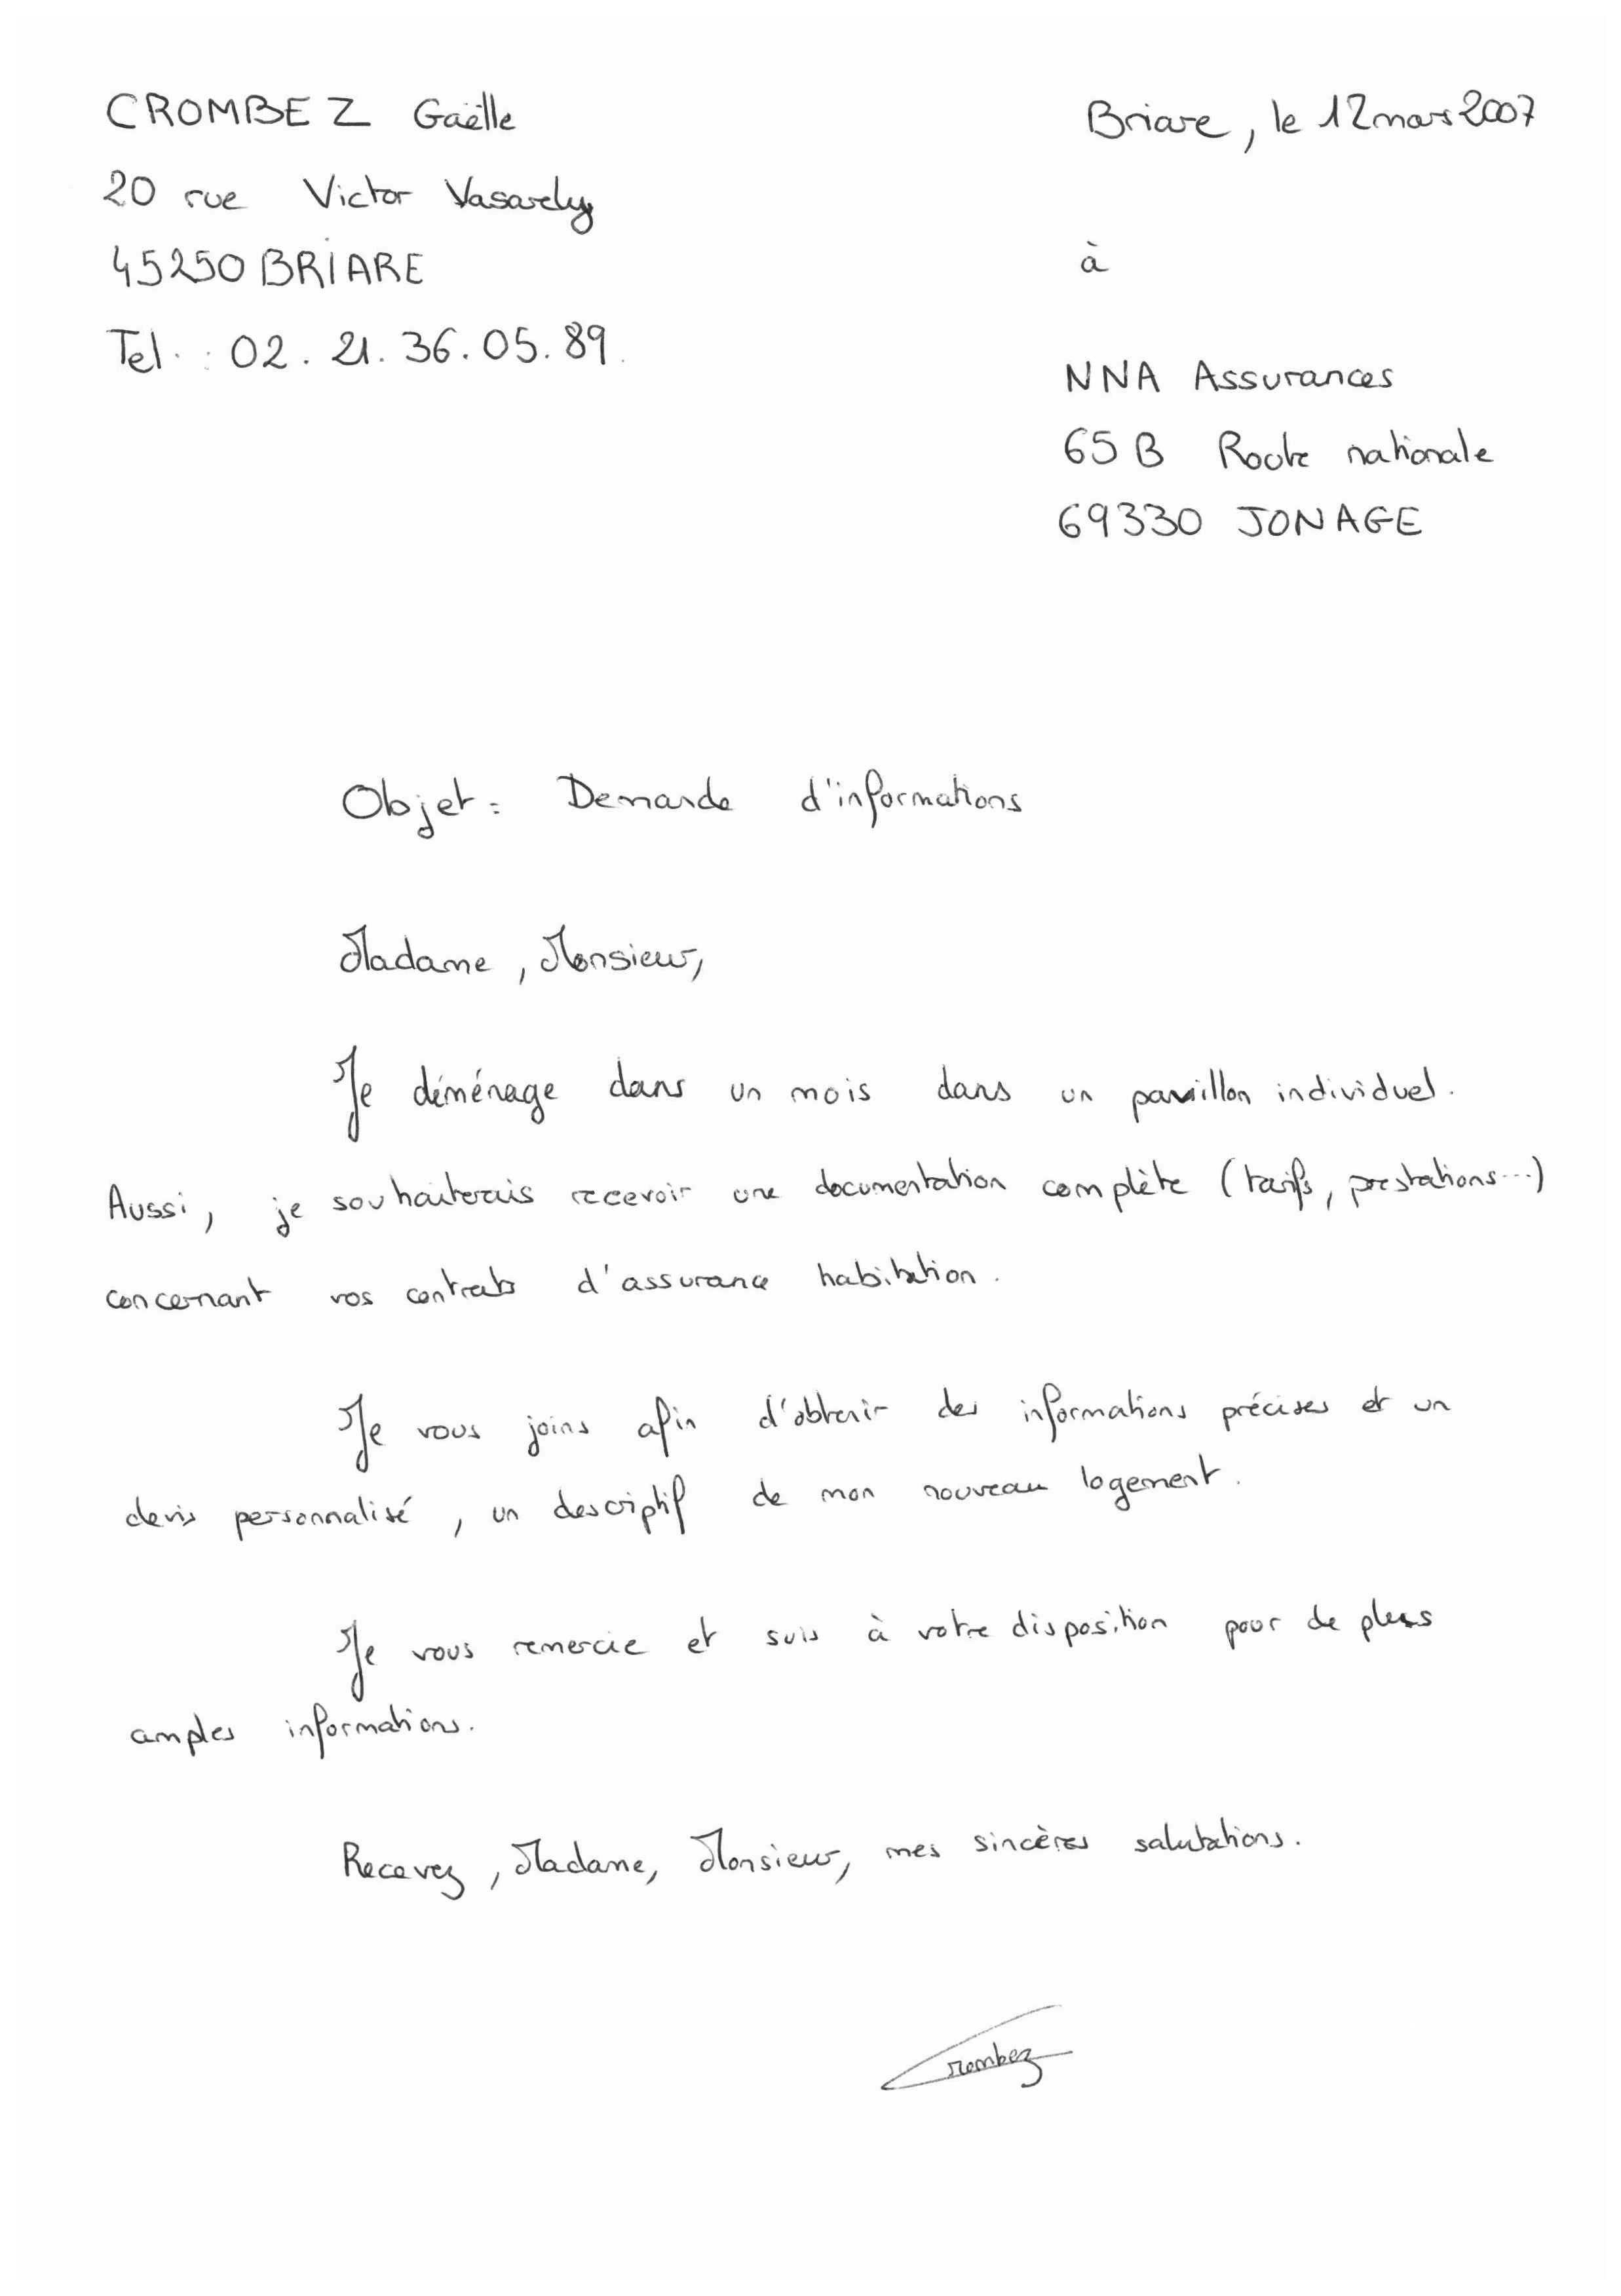 CROMBEZ Gaëlle
20 rue Victor Vasarely
45250 BRIARE
Tel. : 02. 21. 36. 05. 89.
Briare, le 12 mars 2007
à
NNA Assurances
65 B Route nationale
69330 JONAGE
Objet : Demande d'informations
Madame, Monsieur,
Je déménage dans un mois dans un pavillon individuel.
Aussi, je souhaiterais recevoir une documentation complète (tarifs, prestations...)
concernant vos contrats d'assurance habitation.
Je vous joins afin d'obtenir des informations précises et un
devis personnalisé, un descriptif de mon nouveau logement.
Je vous remercie et suis à votre disposition pour de plus
amples informations.
Recevez, Madame, Monsieur, mes sincères salutations.
Crombez